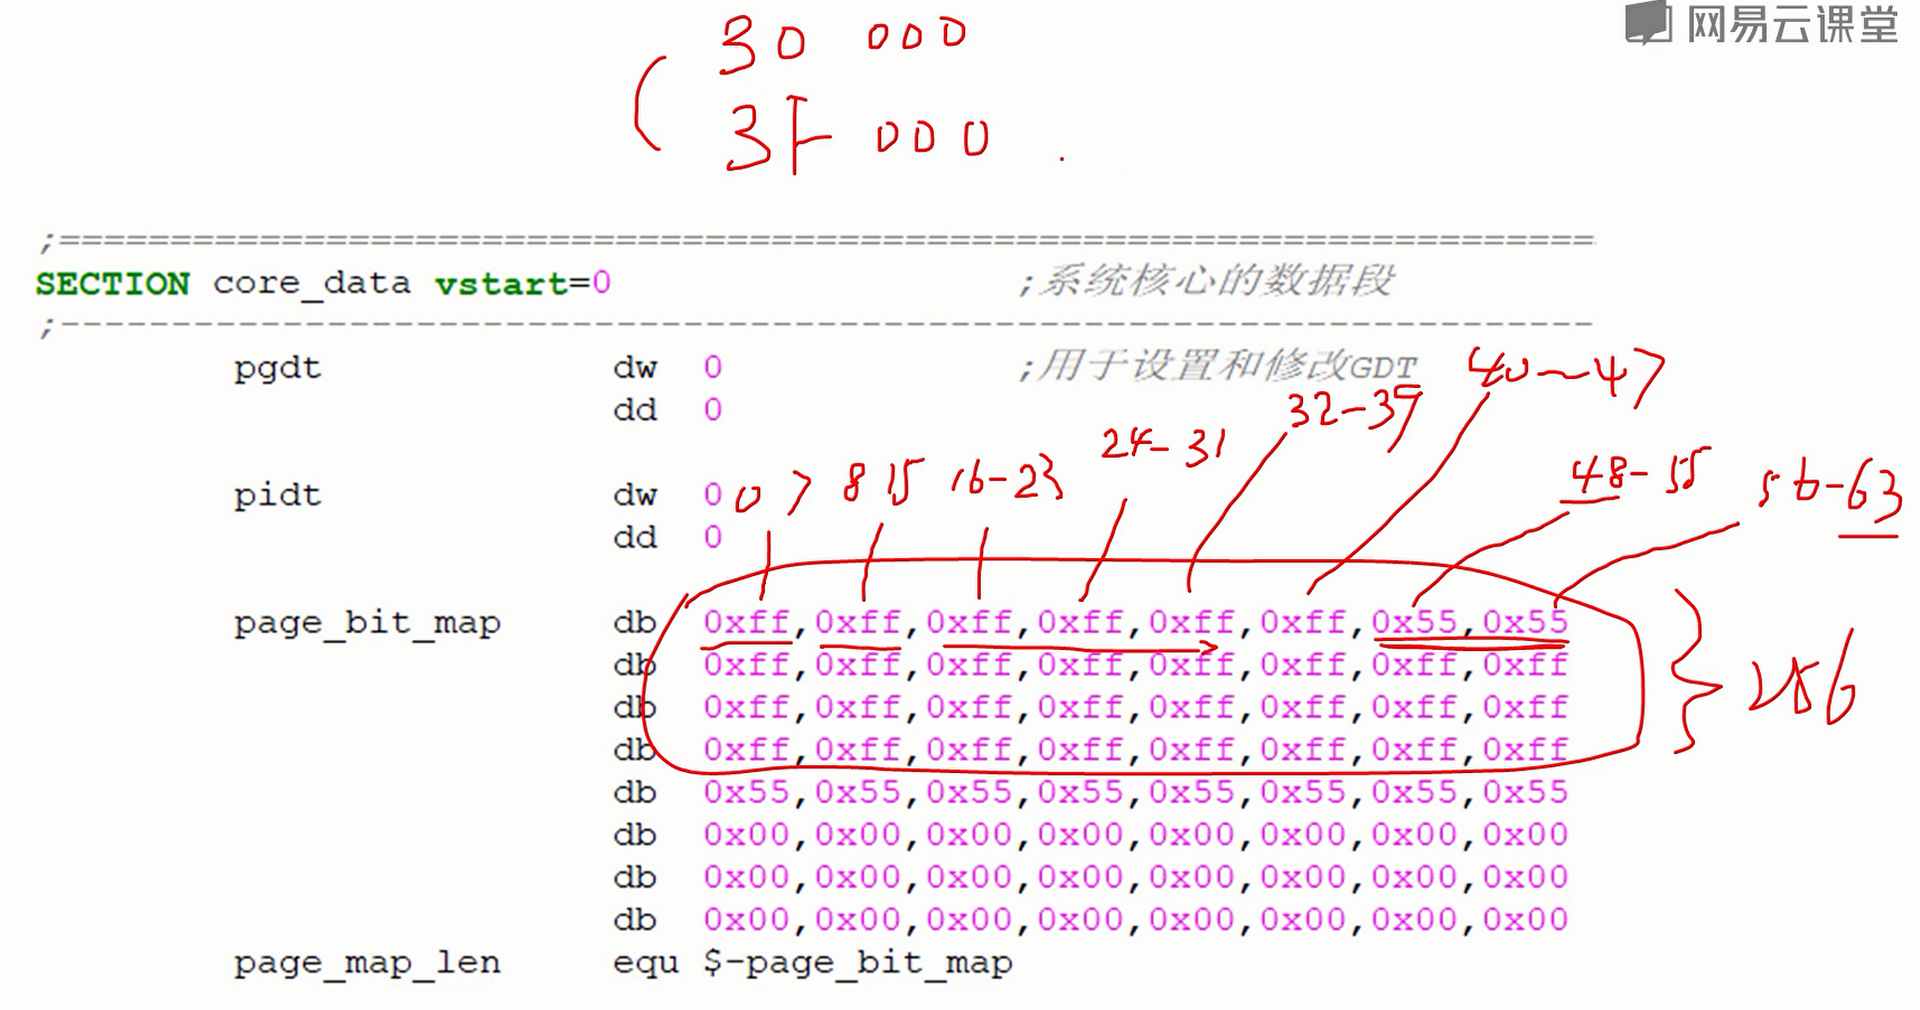 网易云课堂
30 000
3F 000
;=====================================================================
SECTION core_data vstart=0 ;系统核心的数据段
;---------------------------------------------------------------------
pgdt dw 0 ;用于设置和修改GDT
dd 0
40~47
32-39
24-31
pidt dw 0
0 7 8 15 16-23
48-55 56-63
dd 0
page_bit_map db 0xff,0xff,0xff,0xff,0xff,0xff,0x55,0x55
db 0xff,0xff,0xff,0xff,0xff,0xff,0xff,0xff
db 0xff,0xff,0xff,0xff,0xff,0xff,0xff,0xff
256
db 0xff,0xff,0xff,0xff,0xff,0xff,0xff,0xff
db 0x55,0x55,0x55,0x55,0x55,0x55,0x55,0x55
db 0x00,0x00,0x00,0x00,0x00,0x00,0x00,0x00
db 0x00,0x00,0x00,0x00,0x00,0x00,0x00,0x00
db 0x00,0x00,0x00,0x00,0x00,0x00,0x00,0x00
page_map_len equ $-page_bit_map